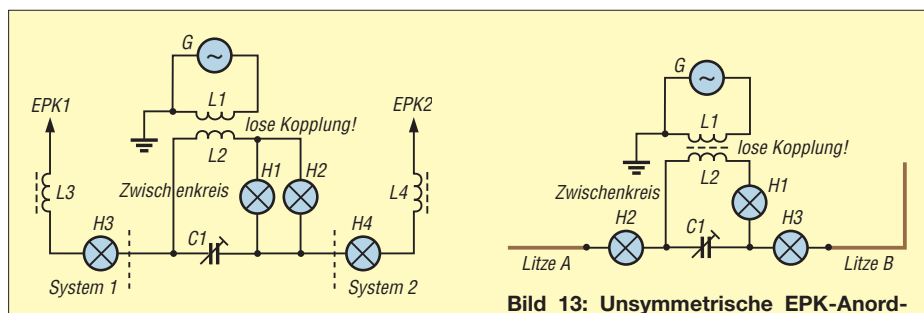 G
EPK1
EPK2
L1
lose Kopplung!
L2
H1
H2
L3
L4
Zwischenkreis
H3
C1
H4
System 1
System 2
G
L1
lose Kopplung!
L2
Zwischenkreis
H1
H2
C1
H3
Litze A
Litze B
Bild 13: Unsymmetrische EPK-Anord-